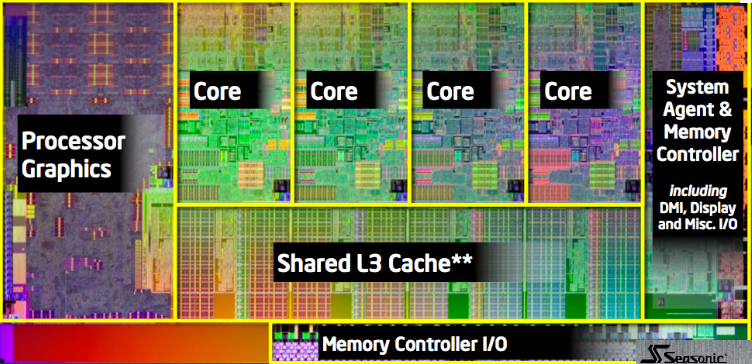 Processor
Graphics
Core
Core
Core
Core
System
Agent &
Memory
Controller
including
DMI, Display
and Misc. I/O
Shared L3 Cache**
Memory Controller I/O
Seasonic